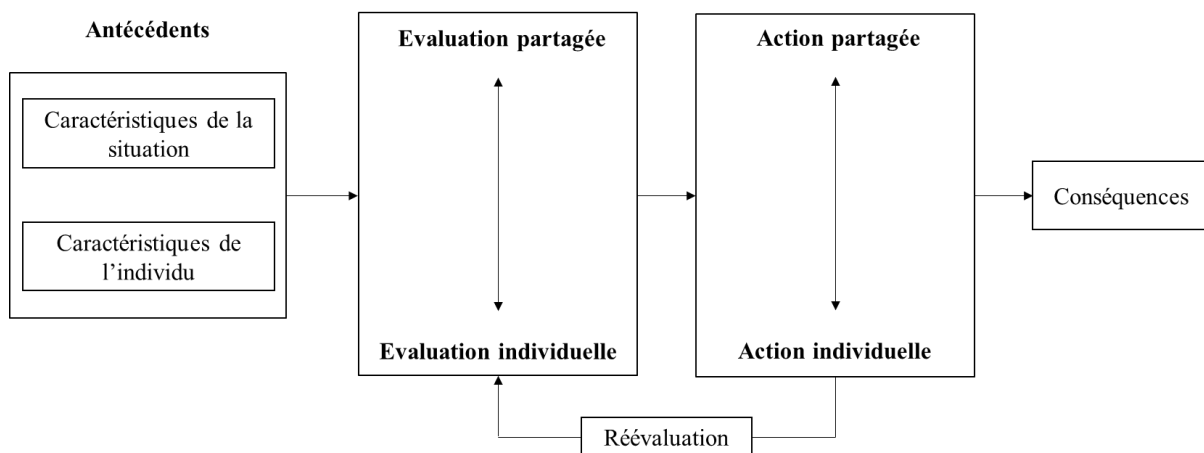 Antécédents
Caractéristiques de la
situation
Caractéristiques de
l’individu
Evaluation partagée
Evaluation individuelle
Action partagée
Action individuelle
Conséquences
Réévaluation